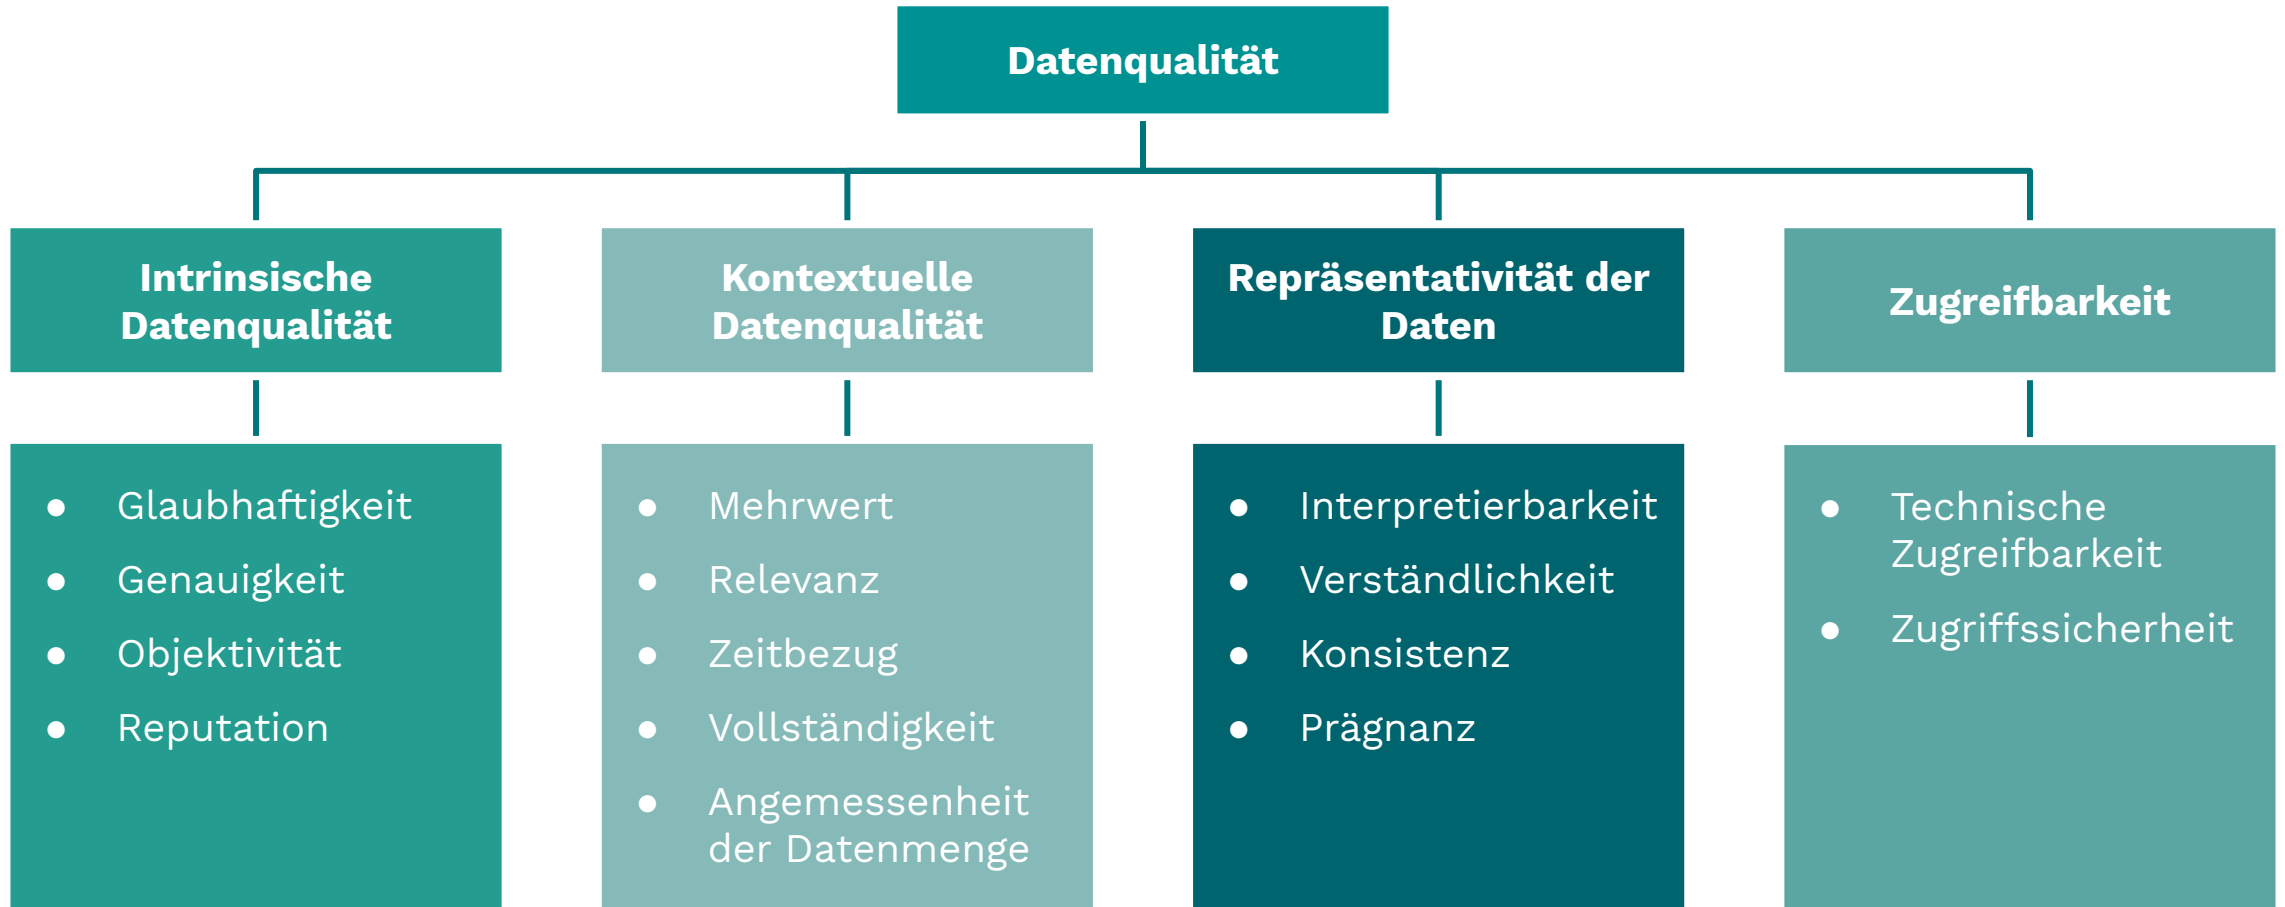 Datenqualität
Intrinsische
Datenqualität
Kontextuelle
Datenqualität
Repräsentativität der
Daten
Zugreifbarkeit
● Glaubhaftigkeit
● Genauigkeit
● Objektivität
● Reputation
● Mehrwert
● Relevanz
● Zeitbezug
● Vollständigkeit
● Angemessenheit
der Datenmenge
● Interpretierbarkeit
● Verständlichkeit
● Konsistenz
● Prägnanz
● Technische
Zugreifbarkeit
● Zugriffssicherheit